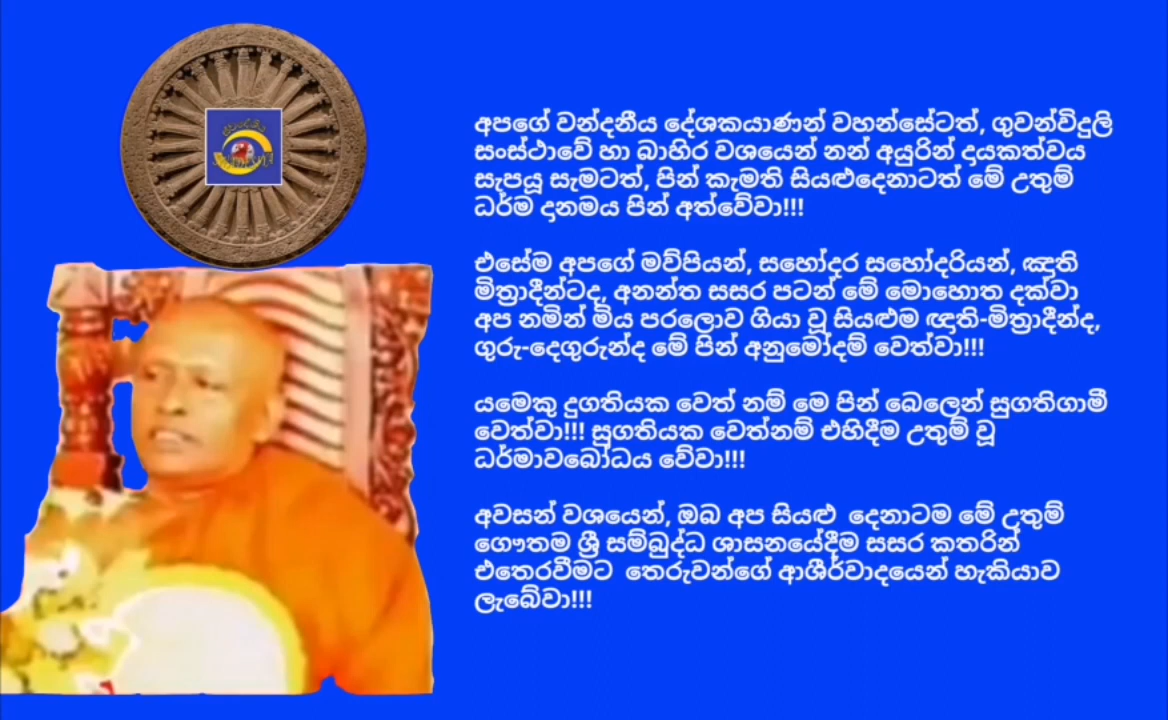 අපගේ වන්දනීය දේශකයාණන් වහන්සේටත්, ගුවන්විදුලි
සංස්ථාවේ හා බාහිර වශයෙන් නන් අයුරින් දායකත්වය
සැපයූ සැමටත්, පින් කැමති සියළුදෙනාටත් මේ උතුම්
ධර්ම දානමය පින් අත්වේවා!!!
එසේම අපගේ මව්පියන්, සහෝදර සහෝදරියන්, ඤාති
මිත්‍රාදීන්ටද, අනන්ත සසර පටන් මේ මොහොත දක්වා
අප නමින් මිය පරලොව ගියා වූ සියළුම ඥාති-මිත්‍රාදීන්ද,
ගුරු-දෙගුරුන්ද මේ පින් අනුමෝදම් වෙත්වා!!!
යමෙකු දුගතියක වෙත් නම් මෙ පින් බෙලෙන් සුගතිගාමී
වෙත්වා!!! සුගතියක වෙත්නම් එහිදීම උතුම් වූ
ධර්මාවබෝධය වේවා!!!
අවසන් වශයෙන්, ඔබ අප සියළු දෙනාටම මේ උතුම්
ගෞතම ශ්‍රී සම්බුද්ධ ශාසනයේදීම සසර කතරින්
එතෙරවීමට තෙරුවන්ගේ ආශීර්වාදයෙන් හැකියාව
ලැබේවා!!!